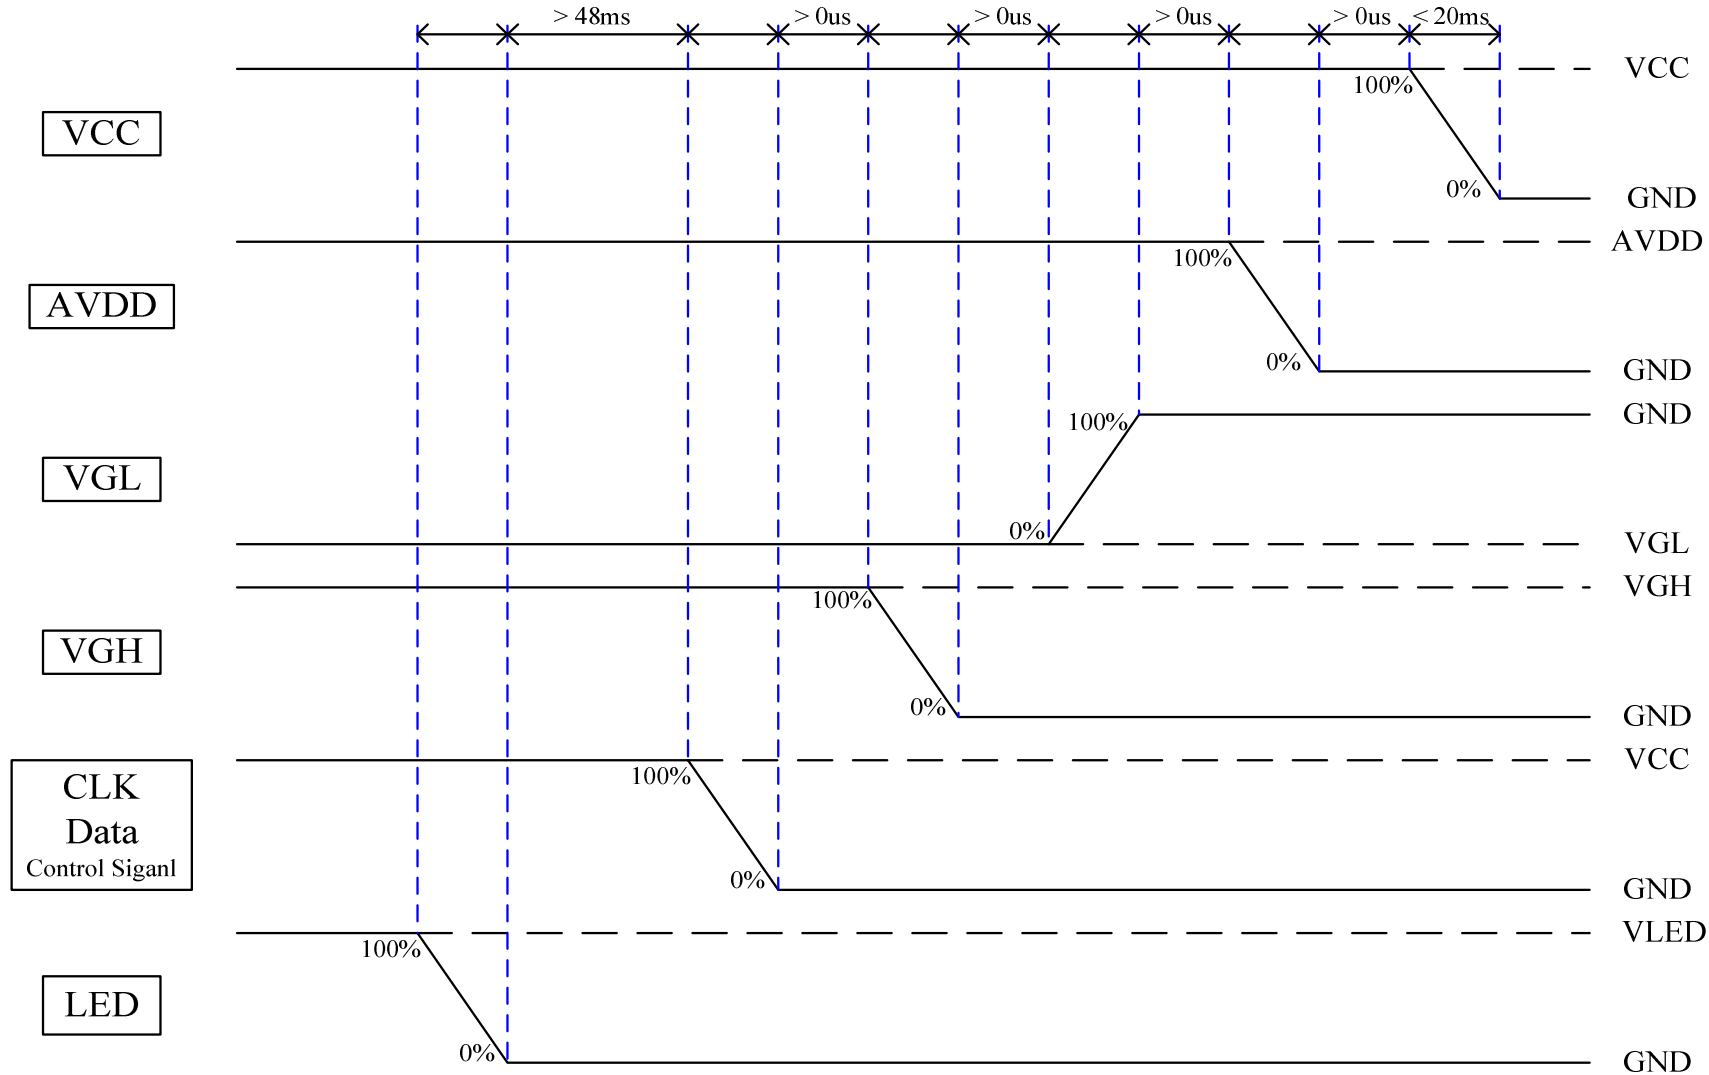 > 48ms > 0us > 0us > 0us > 0us < 20ms
VCC
100%
VCC
0%
GND
AVDD
100%
AVDD
0%
GND
GND
100%
VGL
0%
VGL
VGH
100%
VGH
0%
GND
VCC
100%
CLK
Data
Control Siganl
0%
GND
VLED
100%
LED
0%
GND